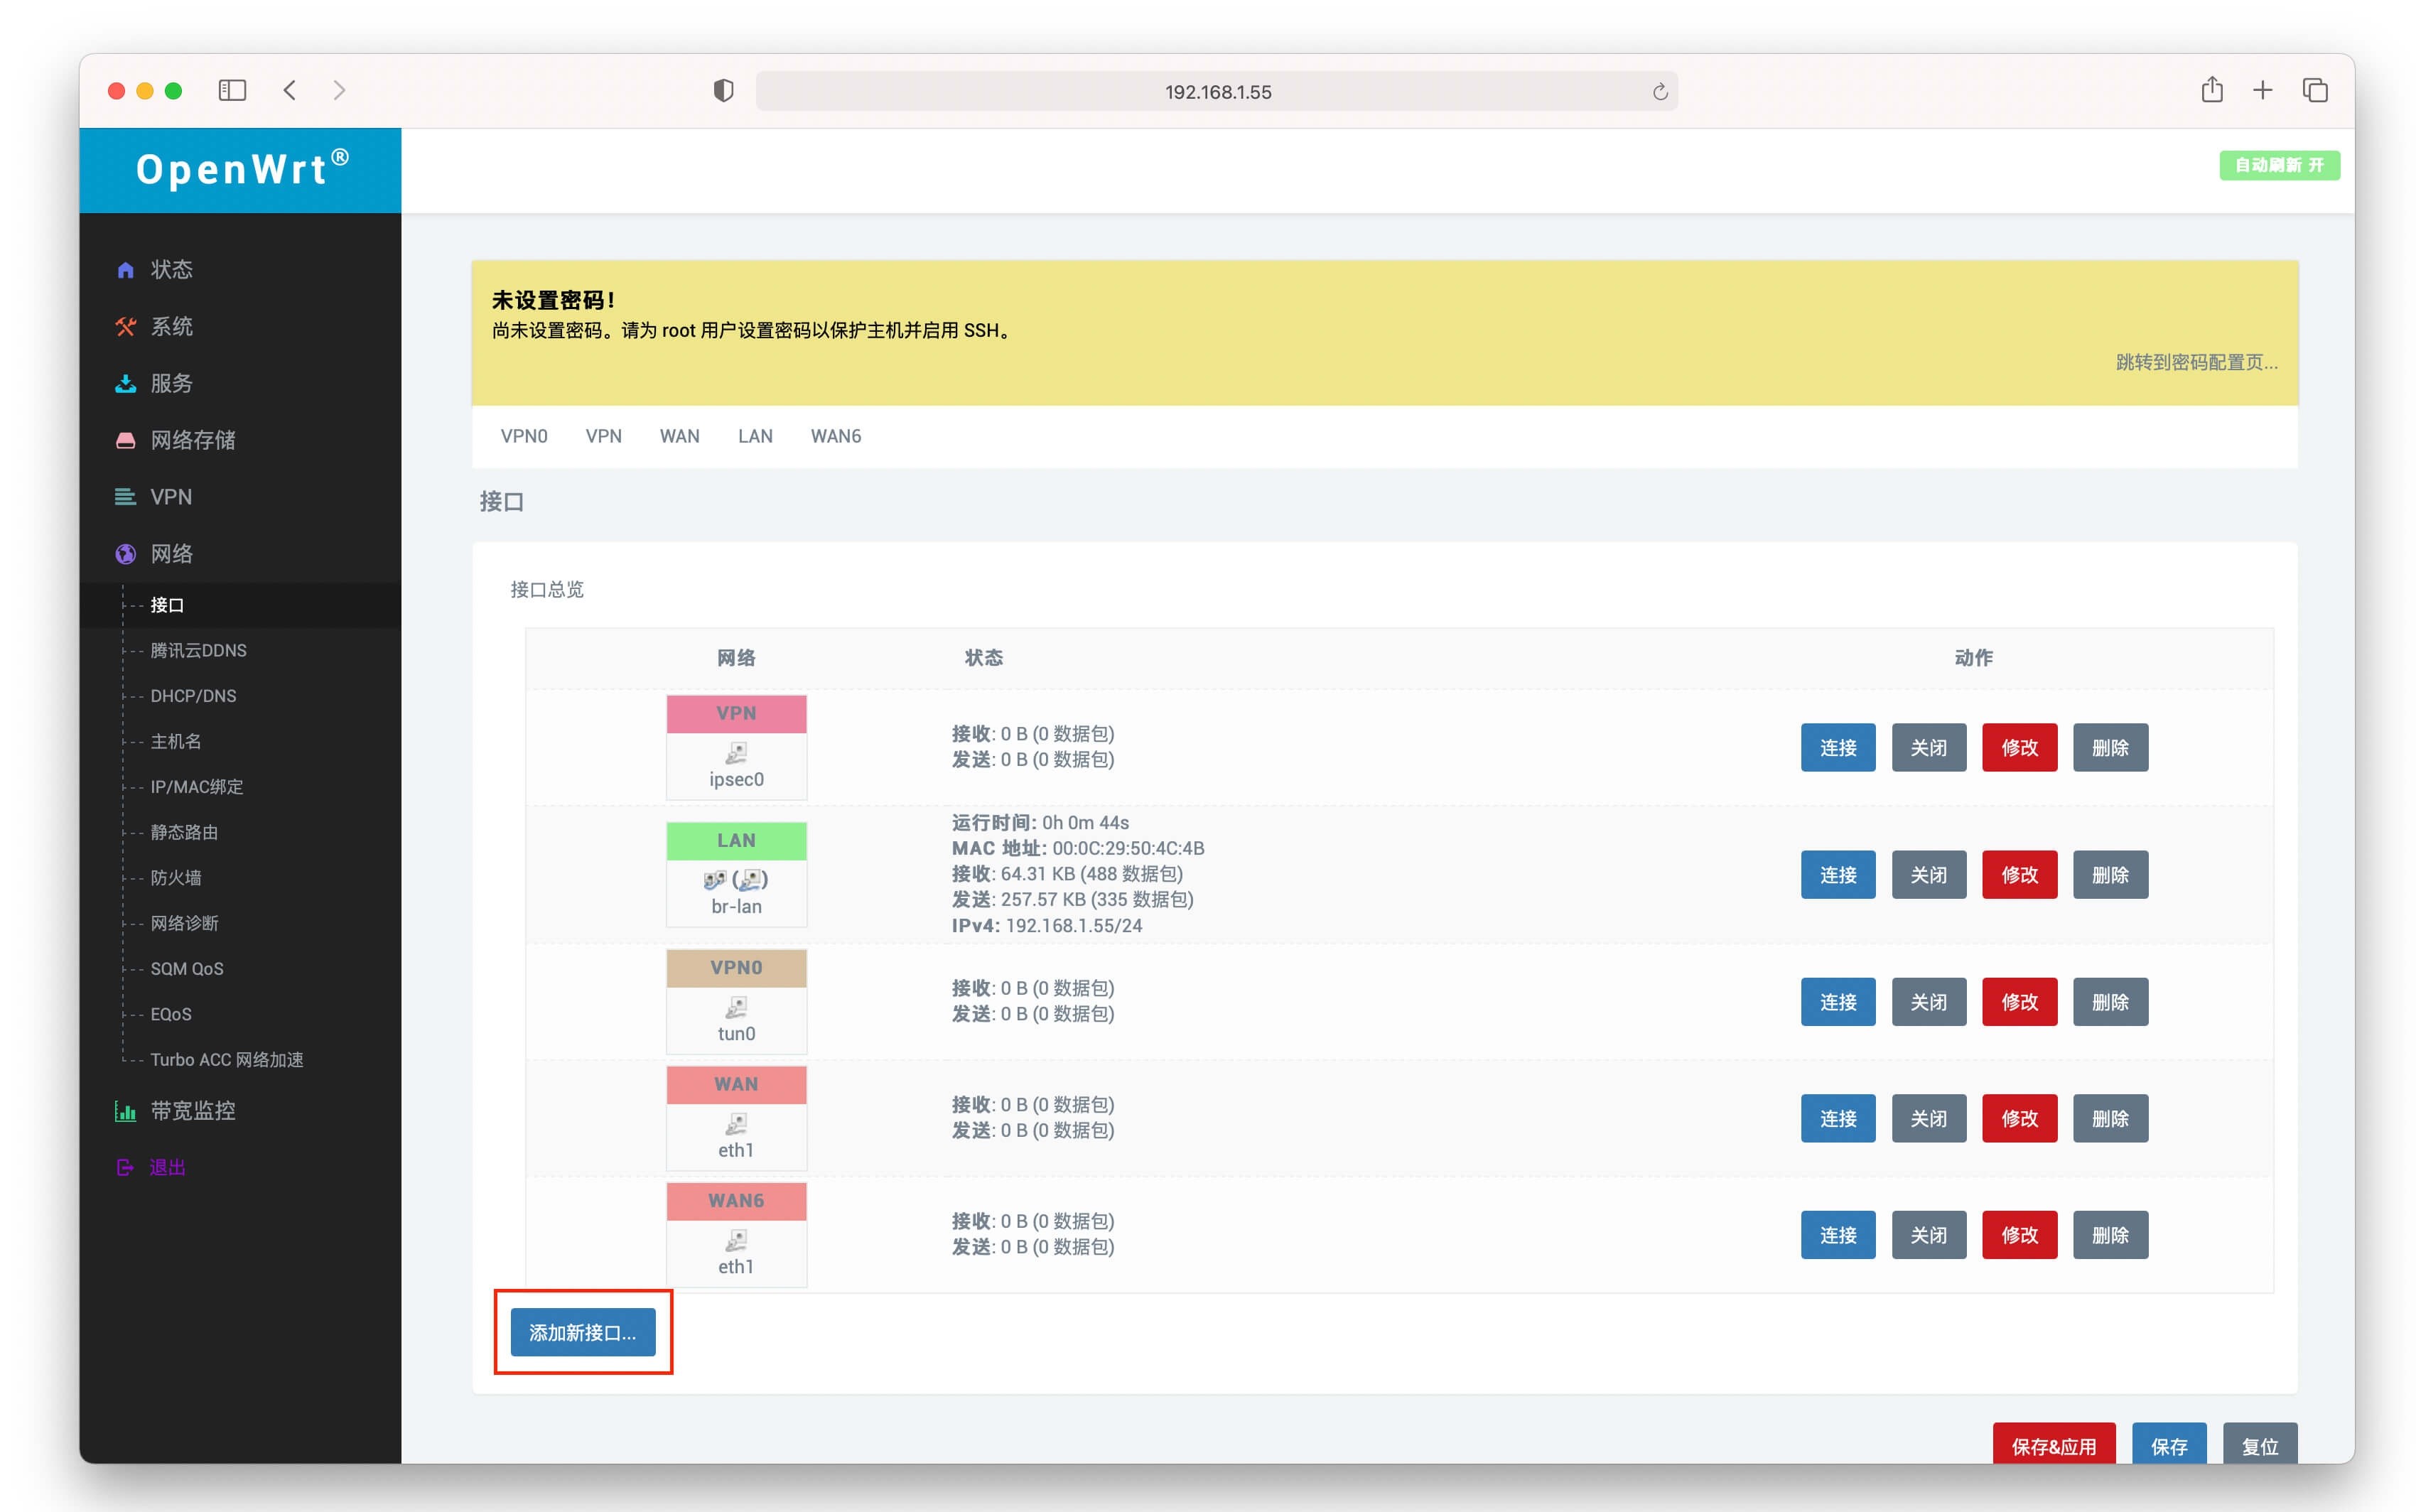 192.168.1.55
OpenWrt®
自动刷新 开
状态
系统
服务
网络存储
VPN
网络
接口
腾讯云DDNS
DHCP/DNS
主机名
IP/MAC绑定
静态路由
防火墙
网络诊断
SQM QoS
EQoS
Turbo ACC 网络加速
带宽监控
退出
未设置密码!
尚未设置密码。请为 root 用户设置密码以保护主机并启用 SSH。
跳转到密码配置页...
VPN0 VPN WAN LAN WAN6
接口
接口总览
网络 状态 动作
VPN
ipsec0
接收: 0 B (0 数据包)
发送: 0 B (0 数据包)
连接 关闭 修改 删除
LAN
( )
br-lan
运行时间: 0h 0m 44s
MAC 地址: 00:0C:29:50:4C:4B
接收: 64.31 KB (488 数据包)
发送: 257.57 KB (335 数据包)
IPv4: 192.168.1.55/24
连接 关闭 修改 删除
VPN0
tun0
接收: 0 B (0 数据包)
发送: 0 B (0 数据包)
连接 关闭 修改 删除
WAN
eth1
接收: 0 B (0 数据包)
发送: 0 B (0 数据包)
连接 关闭 修改 删除
WAN6
eth1
接收: 0 B (0 数据包)
发送: 0 B (0 数据包)
连接 关闭 修改 删除
添加新接口...
保存&应用 保存 复位